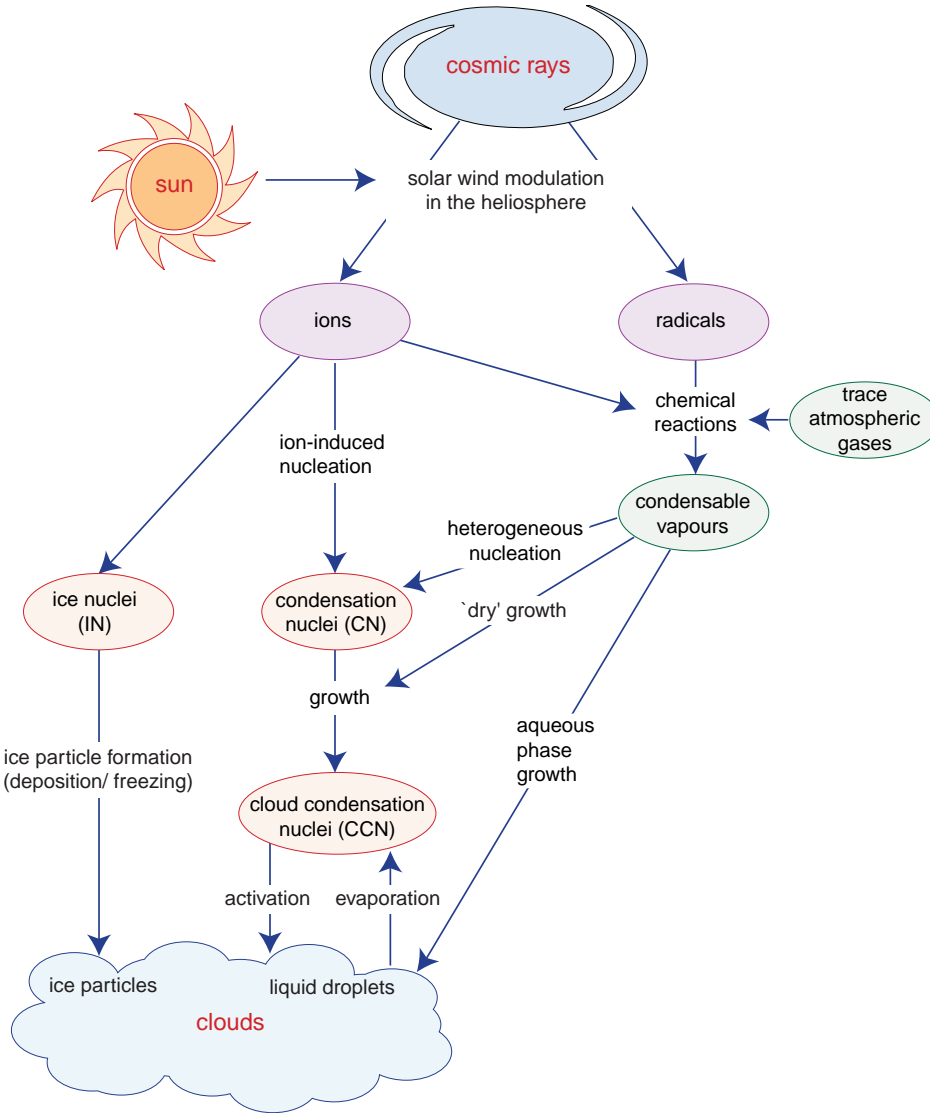 cosmic rays
sun
solar wind modulation
in the heliosphere
ions
radicals
chemical
reactions
trace
atmospheric
gases
ion-induced
nucleation
condensable
vapours
heterogeneous
nucleation
ice nuclei
(IN)
condensation
nuclei (CN)
`dry' growth
growth
ice particle formation
(deposition/ freezing)
aqueous
phase
growth
cloud condensation
nuclei (CCN)
activation
evaporation
ice particles
liquid droplets
clouds